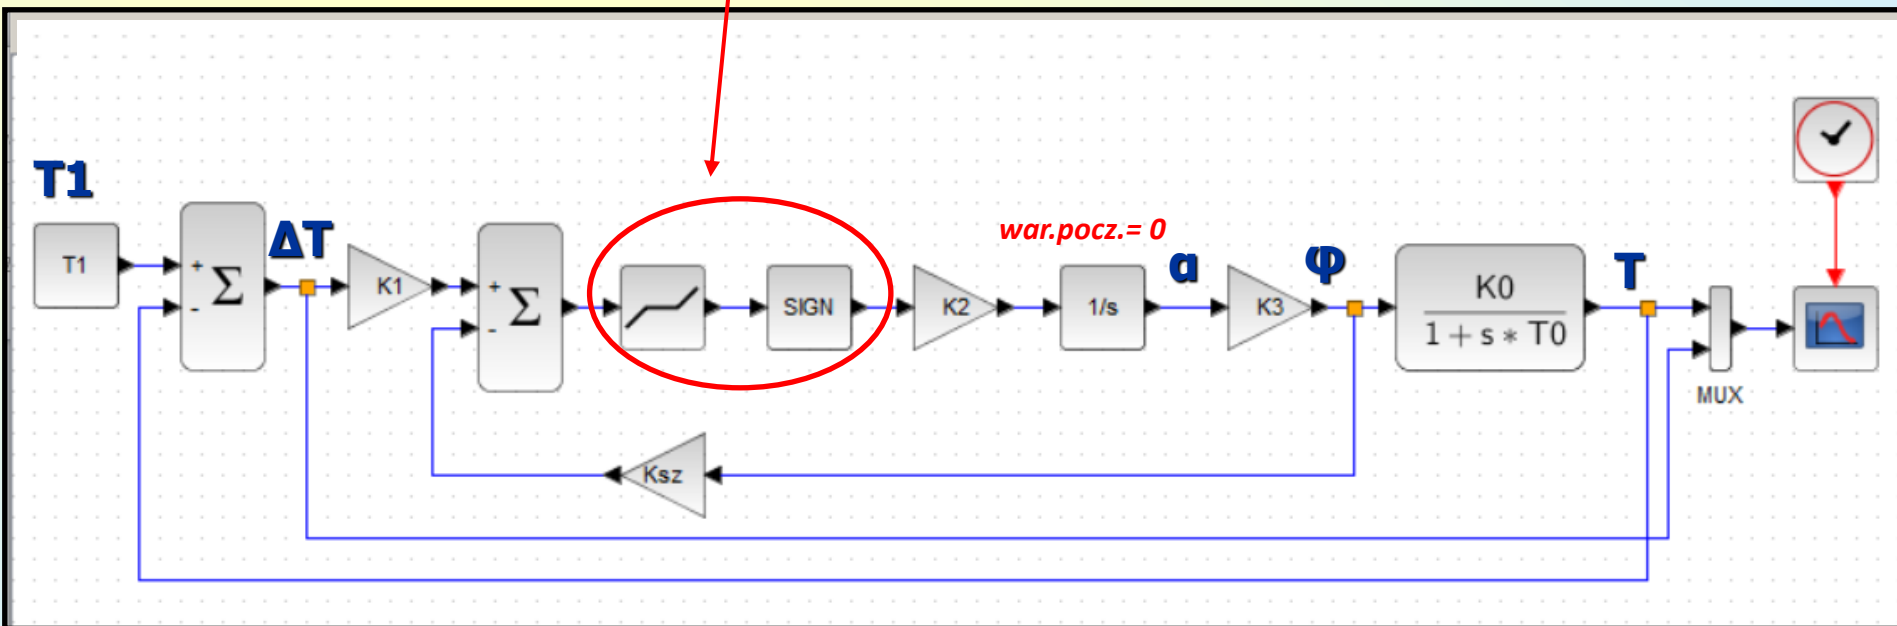 T1
T1
+
-
Σ
ΔT
K1
+
-
Σ
SIGN
K2
war.pocz.= 0
1/s
α
K3
φ
K0
1 + s * T0
T
MUX
Ksz